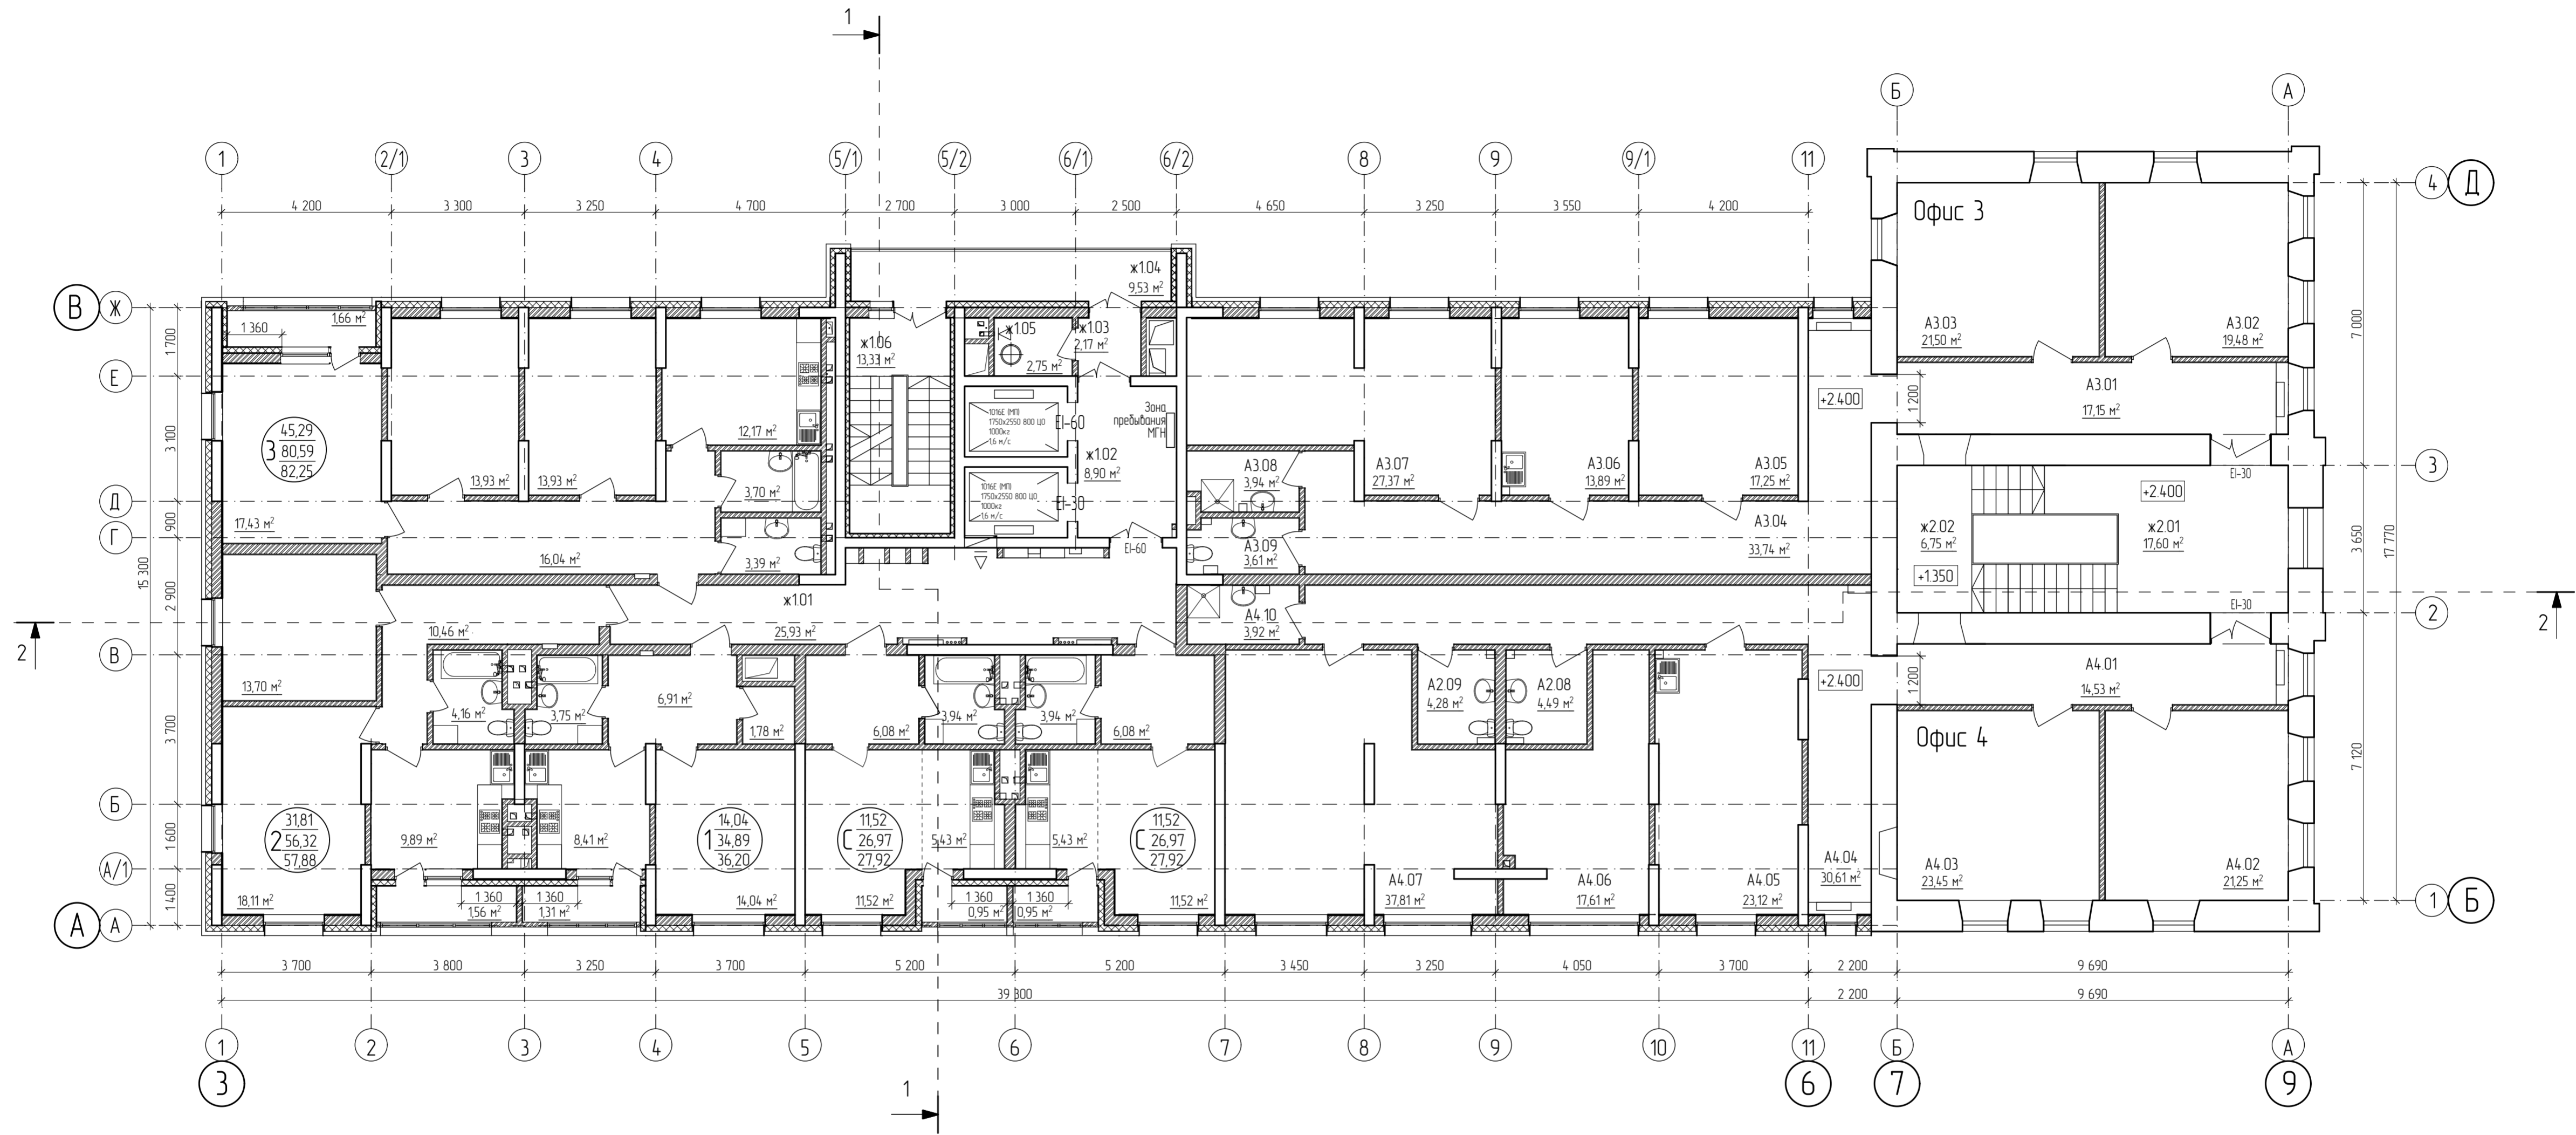 1
Б
А
1
2/1
3
4
5/1
5/2
6/1
6/2
8
9
9/1
11
4
Д
4 200
3 300
3 250
4 700
2 700
3 000
2 500
4 650
3 250
3 550
4 200
Офис 3
ж1.04
9,53 м²
В
Ж
1 360
1,66 м²
ж1.06
13,33 м²
ж1.05
2,75 м²
ж1.03
2,17 м²
А3.03
21,50 м²
А3.02
19,48 м²
1 700
7 000
Е
+2.400
1 200
А3.01
17,15 м²
3 100
45,29
3 80,59
82,25
12,17 м²
1016Е (МП)
1750х2550 800 ЦО
1000кг
1,6 м/с
EI-60
Зона
пребывания
МГН
ж1.02
8,90 м²
1016Е (МП)
1750х2550 800 ЦО
1000кг
1,6 м/с
EI-30
13,93 м²
13,93 м²
3,70 м²
А3.08
3,94 м²
А3.07
27,37 м²
А3.06
13,89 м²
А3.05
17,25 м²
EI-30
3
+2.400
Д
900
Г
17,43 м²
16,04 м²
3,39 м²
EI-60
А3.09
3,61 м²
А3.04
33,74 м²
ж2.02
6,75 м²
ж2.01
17,60 м²
3 650
17 770
15 300
2 900
+1.350
ж1.01
25,93 м²
А4.10
3,92 м²
EI-30
2
2
2
10,46 м²
В
13,70 м²
4,16 м²
3,75 м²
6,91 м²
1,78 м²
6,08 м²
3,94 м²
3,94 м²
6,08 м²
А2.09
4,28 м²
А2.08
4,49 м²
+2.400
1 200
А4.01
14,53 м²
3 700
Офис 4
7 120
Б
31,81
2 56,32
57,88
9,89 м²
8,41 м²
14,04
1 34,89
36,20
11,52
С 26,97
27,92
5,43 м²
5,43 м²
11,52
С 26,97
27,92
1 600
А/1
1 400
18,11 м²
1 360
1,56 м²
1 360
1,31 м²
14,04 м²
11,52 м²
1 360
0,95 м²
1 360
0,95 м²
11,52 м²
А4.07
37,81 м²
А4.06
17,61 м²
А4.05
23,12 м²
А4.04
30,61 м²
А4.03
23,45 м²
А4.02
21,25 м²
1
Б
А
А
3 700
3 800
3 250
3 700
5 200
5 200
3 450
3 250
4 050
3 700
2 200
9 690
39 300
2 200
9 690
1
2
3
4
5
6
7
8
9
10
11
Б
А
3
6
7
9
1